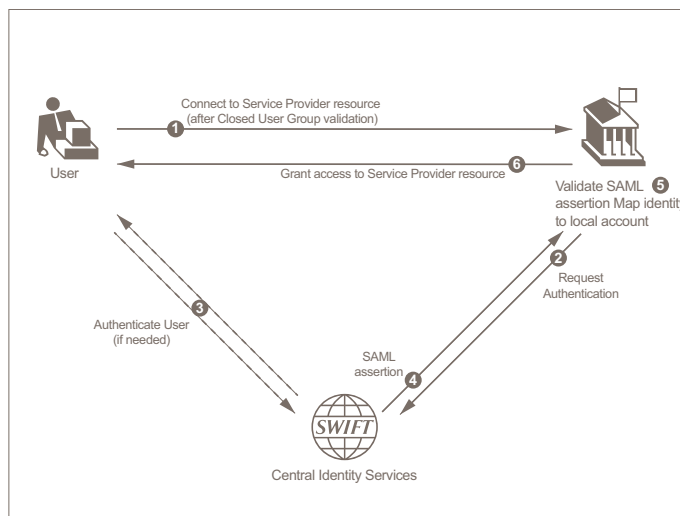 Connect to Service Provider resource
(after Closed User Group validation)
1
6
Grant access to Service Provider resource
User
Validate SAML 5
assertion Map identity
to local account
2
Request
Authentication
3
Authenticate User
(if needed)
SAML
assertion 4
SWIFT
Central Identity Services